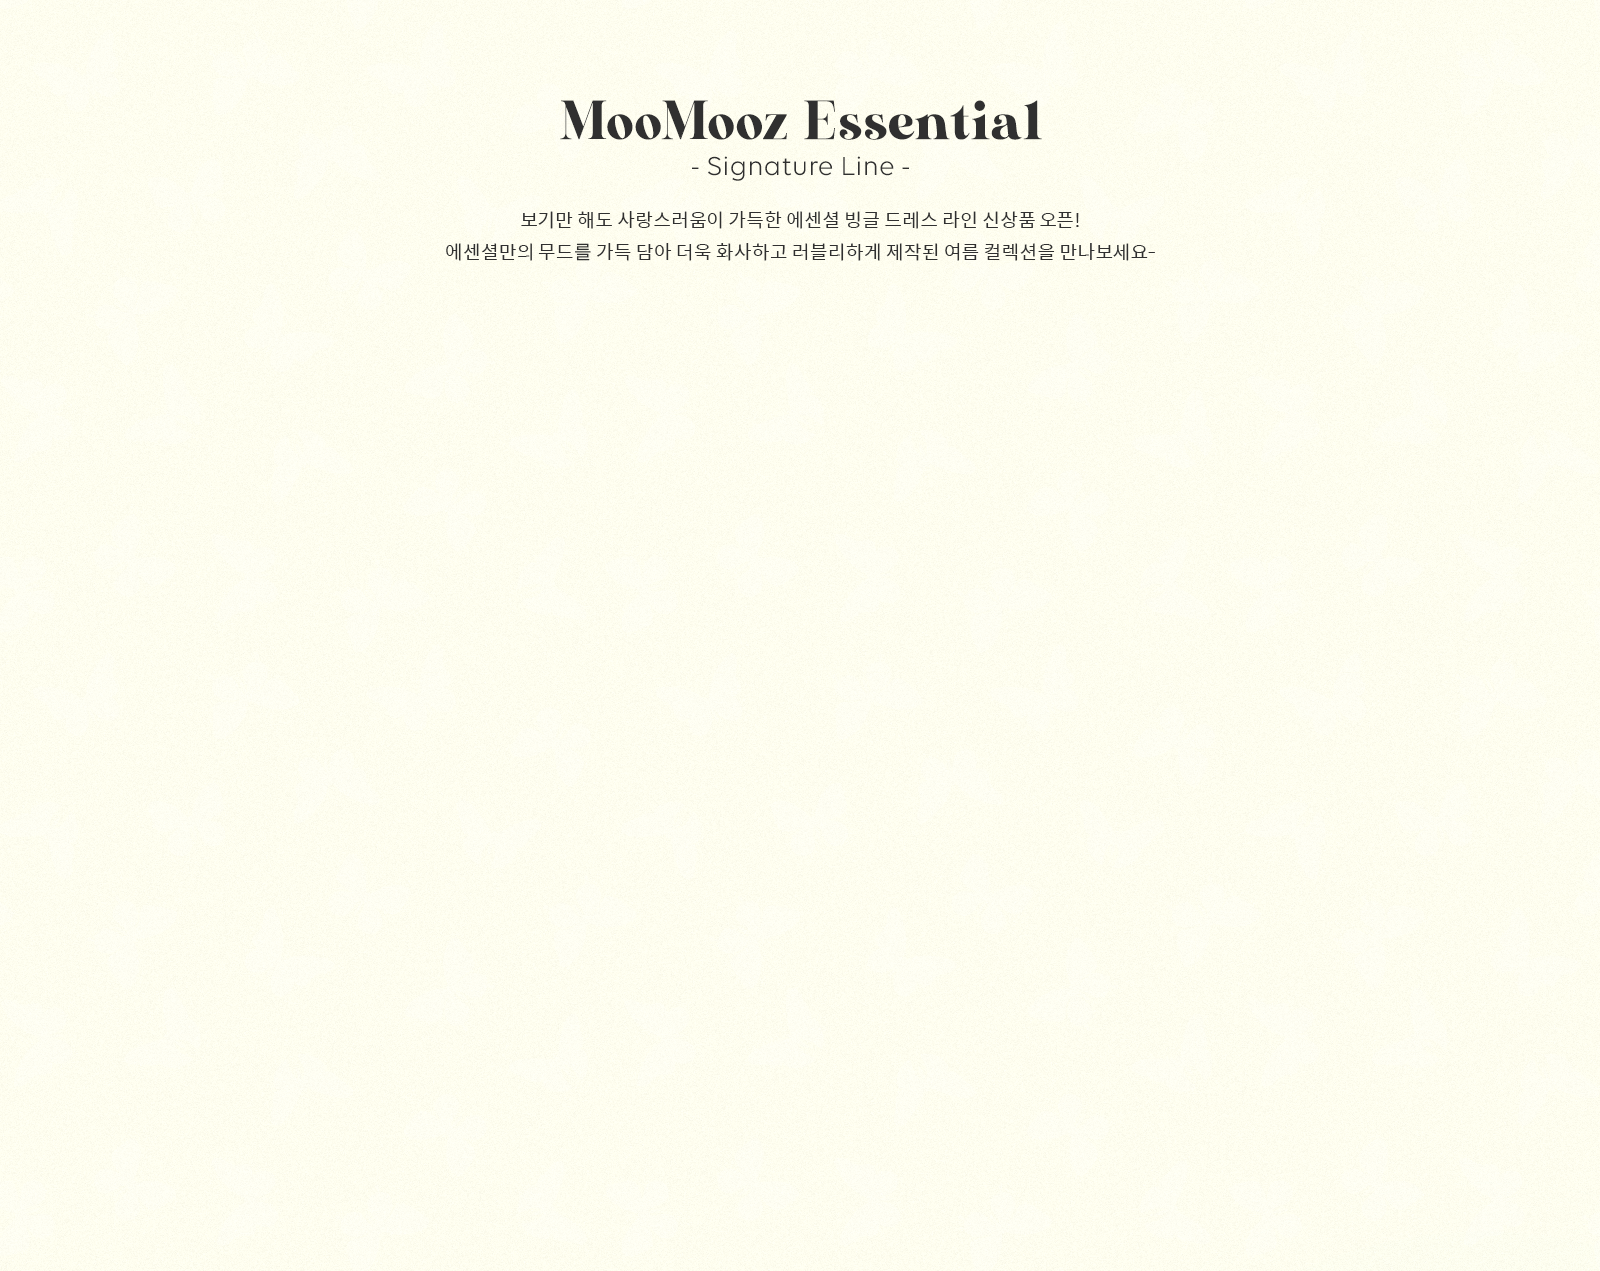 MooMooz Essential
- Signature Line -
보기만 해도 사랑스러움이 가득한 에센셜 빙글 드레스 라인 신상품 오픈!
에센셜만의 무드를 가득 담아 더욱 화사하고 러블리하게 제작된 여름 컬렉션을 만나보세요-